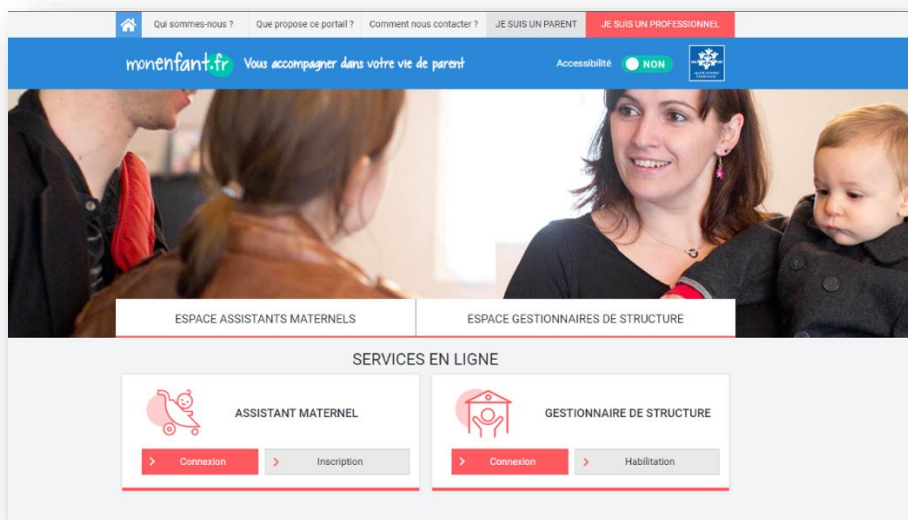 Qui sommes-nous ? Que propose ce portail ? Comment nous contacter ? JE SUIS UN PARENT JE SUIS UN PROFESSIONNEL
monenfant.fr Vous accompagner dans votre vie de parent Accessibilité NON
ESPACE ASSISTANTS MATERNELS ESPACE GESTIONNAIRES DE STRUCTURE
SERVICES EN LIGNE
ASSISTANT MATERNEL GESTIONNAIRE DE STRUCTURE
Connexion Inscription Connexion Habilitation